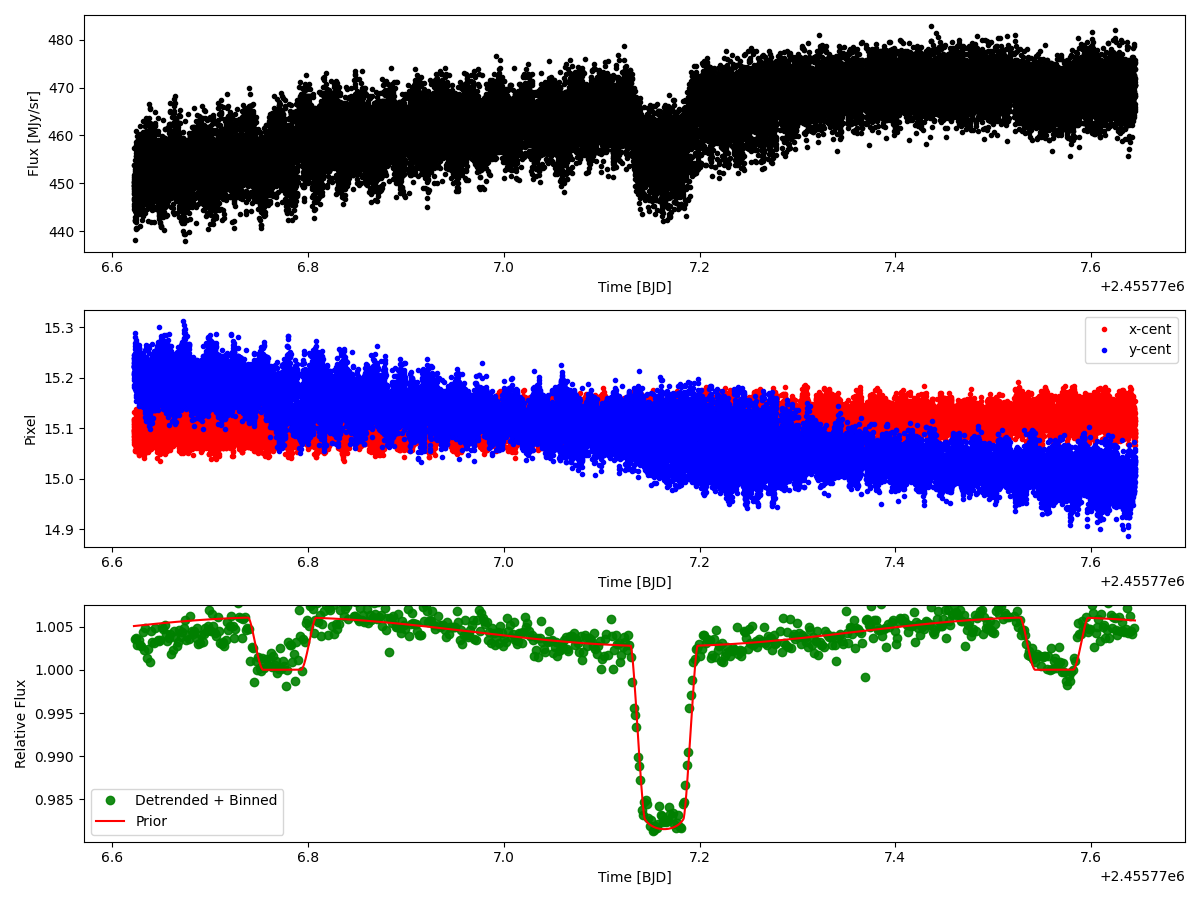 480
470
460
450
440
Flux [MJy/sr]
6.6 6.8 7.0 7.2 7.4 7.6
Time [BJD]
+2.45577e6
15.3
15.2
15.1
15.0
14.9
Pixel
x-cent
y-cent
6.6 6.8 7.0 7.2 7.4 7.6
Time [BJD]
+2.45577e6
1.005
1.000
0.995
0.990
0.985
Relative Flux
Detrended + Binned
Prior
6.6 6.8 7.0 7.2 7.4 7.6
Time [BJD]
+2.45577e6